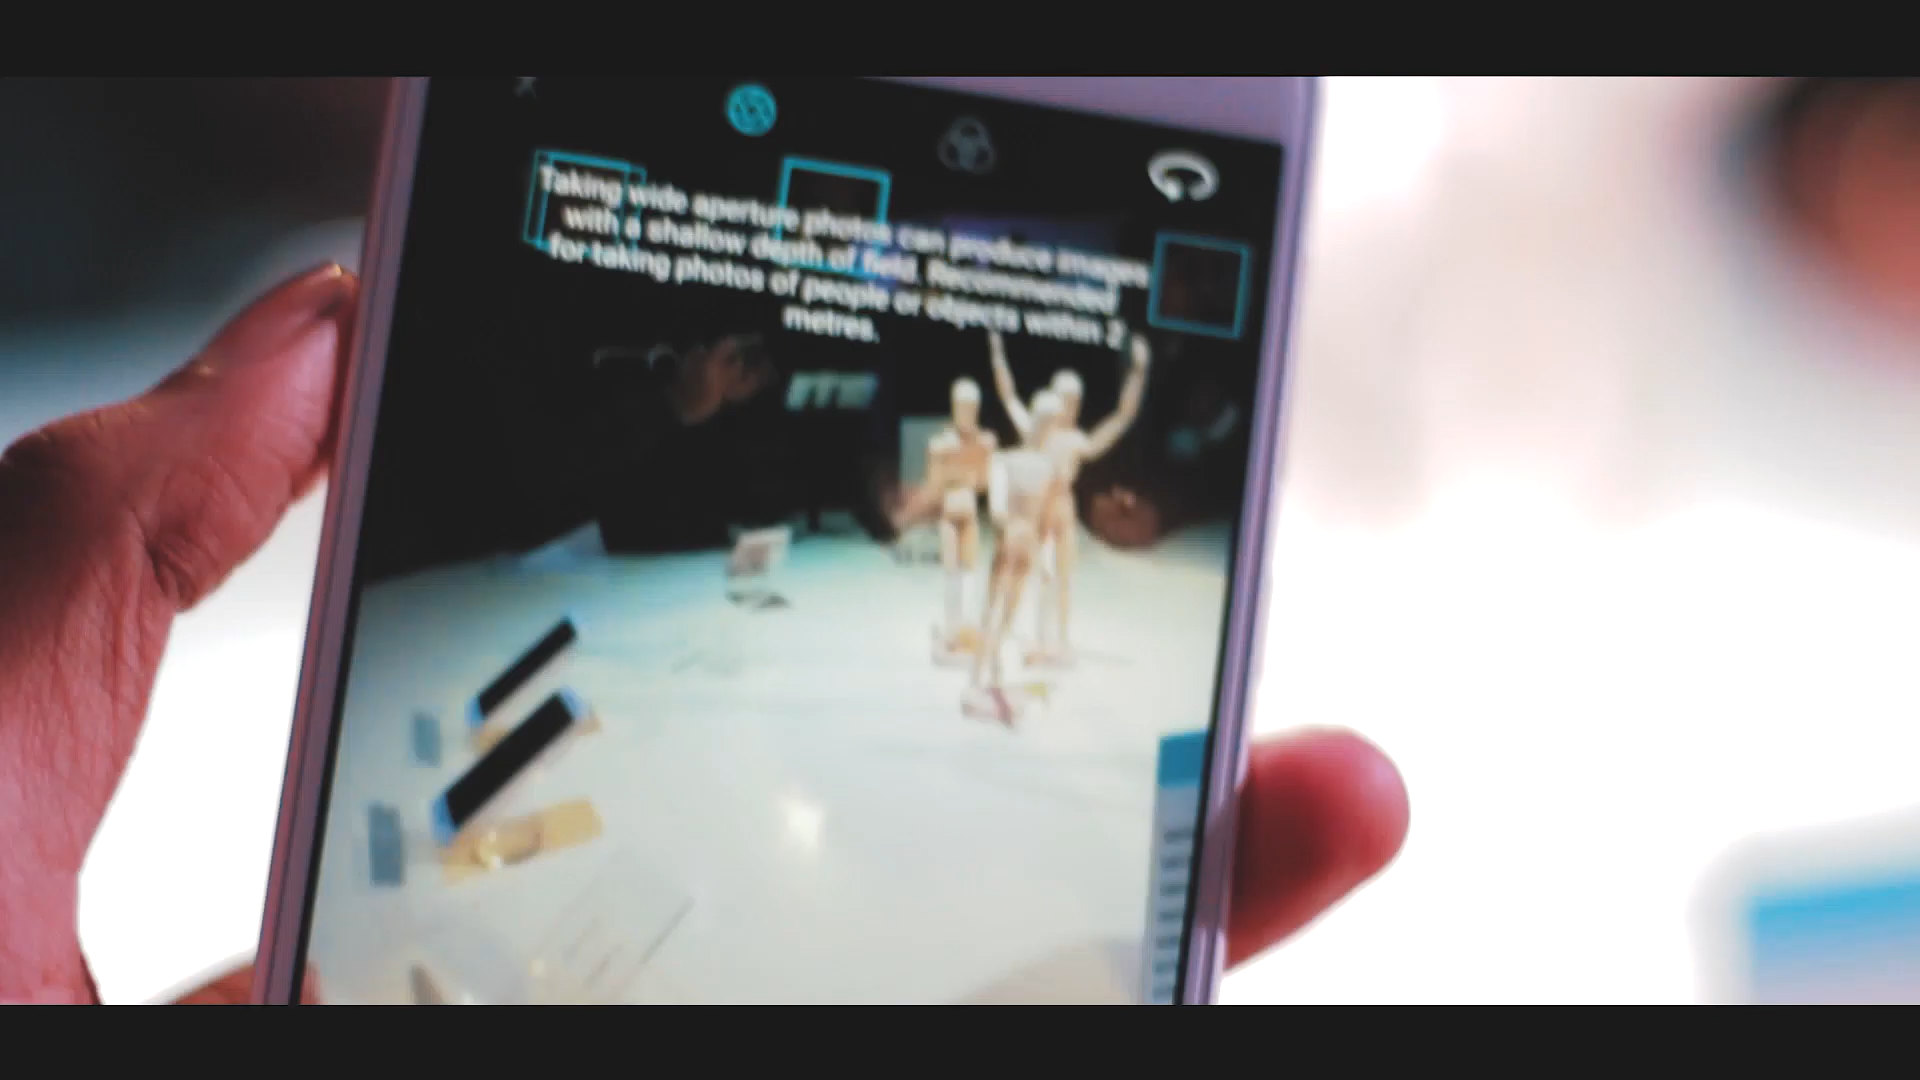 Taking wide aperture photos can produce images
with a shallow depth of field. Recommended
for taking photos of people or objects within 2
metres.